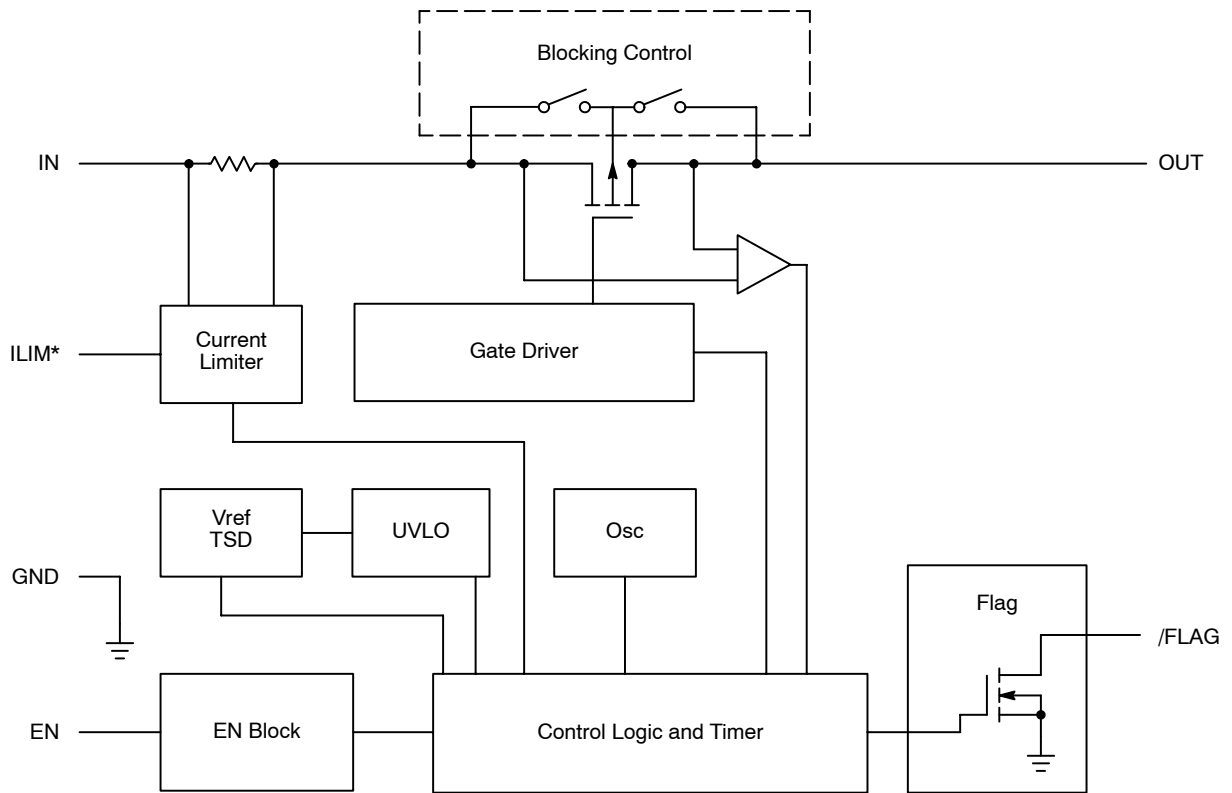 Blocking Control
IN
OUT
ILIM*
Current
Limiter
Gate Driver
Vref
TSD
UVLO
Osc
GND
Flag
/FLAG
EN
EN Block
Control Logic and Timer